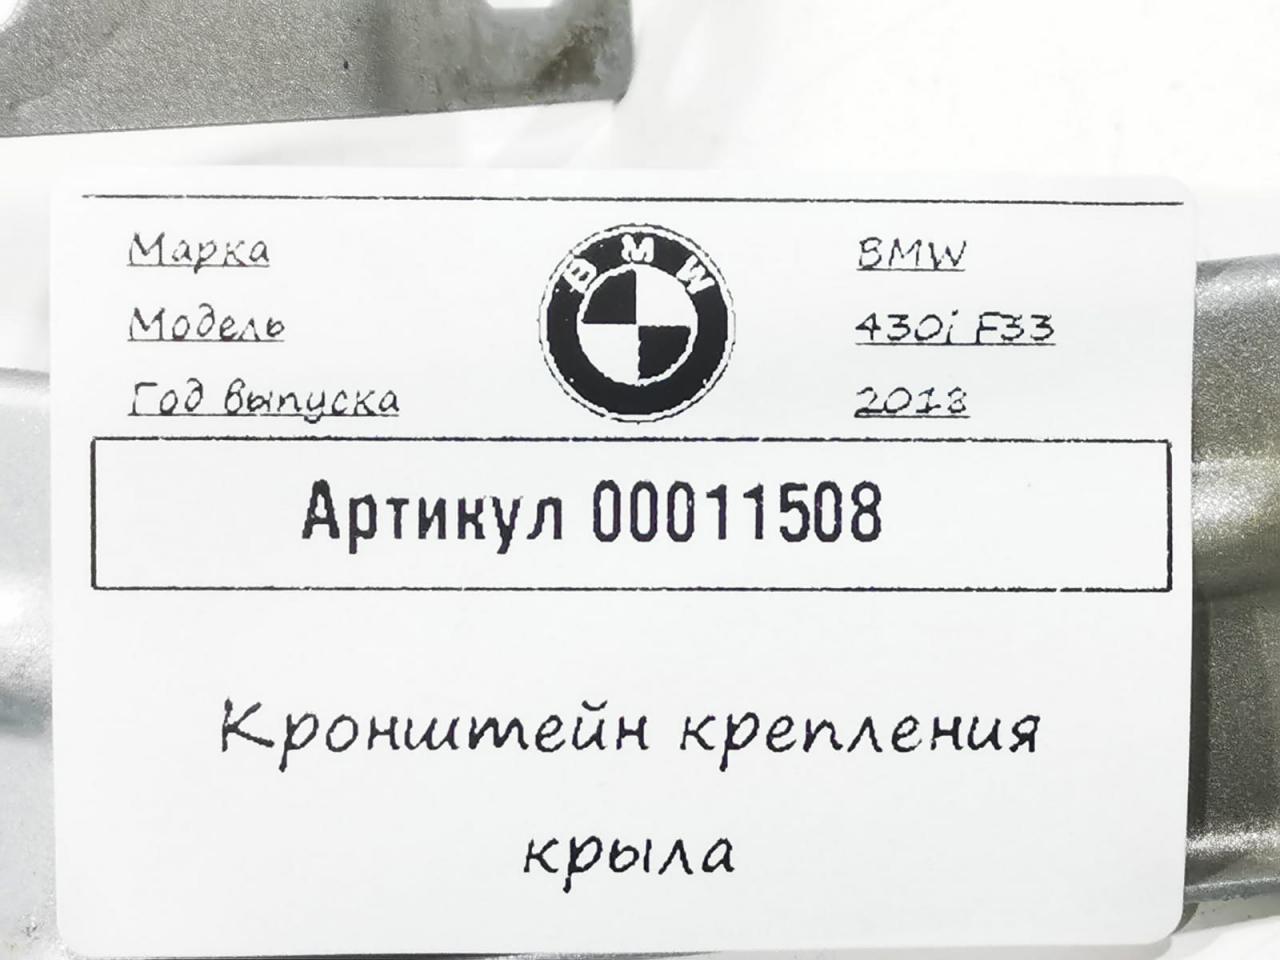 Марка BMW
Модель 430i F33
Год выпуска 2018
BMW
Артикул 00011508
Кронштейн крепления
крыла